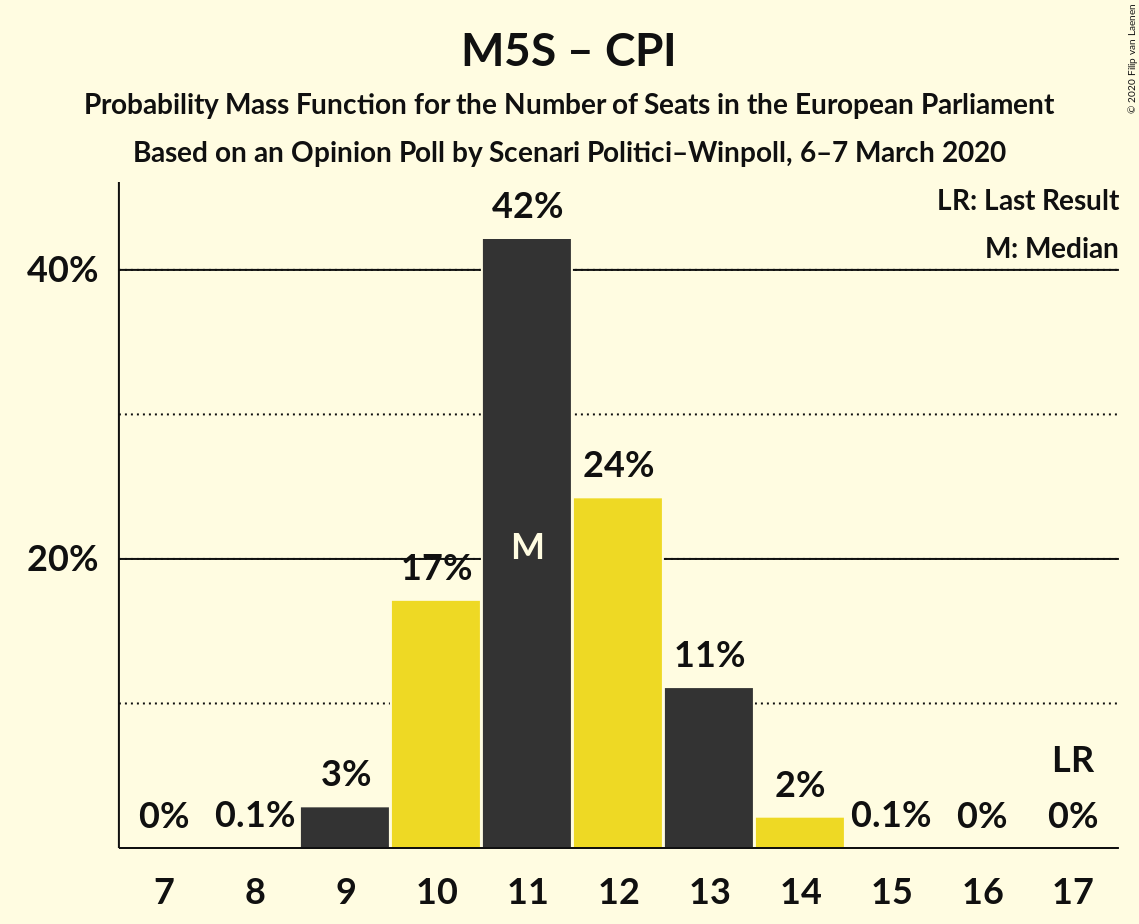 M5S – CPI
Probability Mass Function for the Number of Seats in the European Parliament
Based on an Opinion Poll by Scenari Politici–Winpoll, 6–7 March 2020
© 2020 Filip van Laenen
LR: Last Result
M: Median
42%
40%
24%
M
20%
17%
11%
LR
3%
2%
0% 0.1% 0.1% 0% 0%
7 8 9 10 11 12 13 14 15 16 17